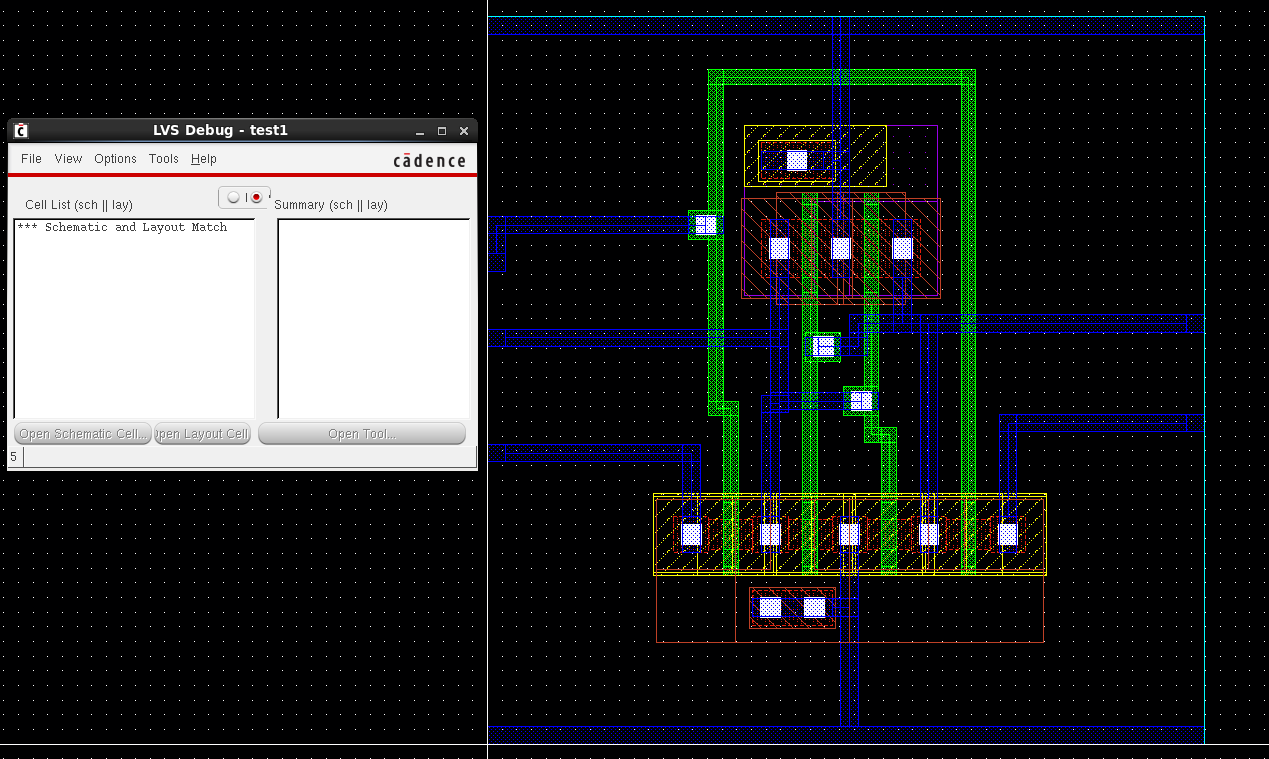 LVS Debug - test1
File View Options Tools Help
cādence
Cell List (sch || lay)
Summary (sch || lay)
*** Schematic and Layout Match
Open Schematic Cell...
pen Layout Cell
Open Tool...
5